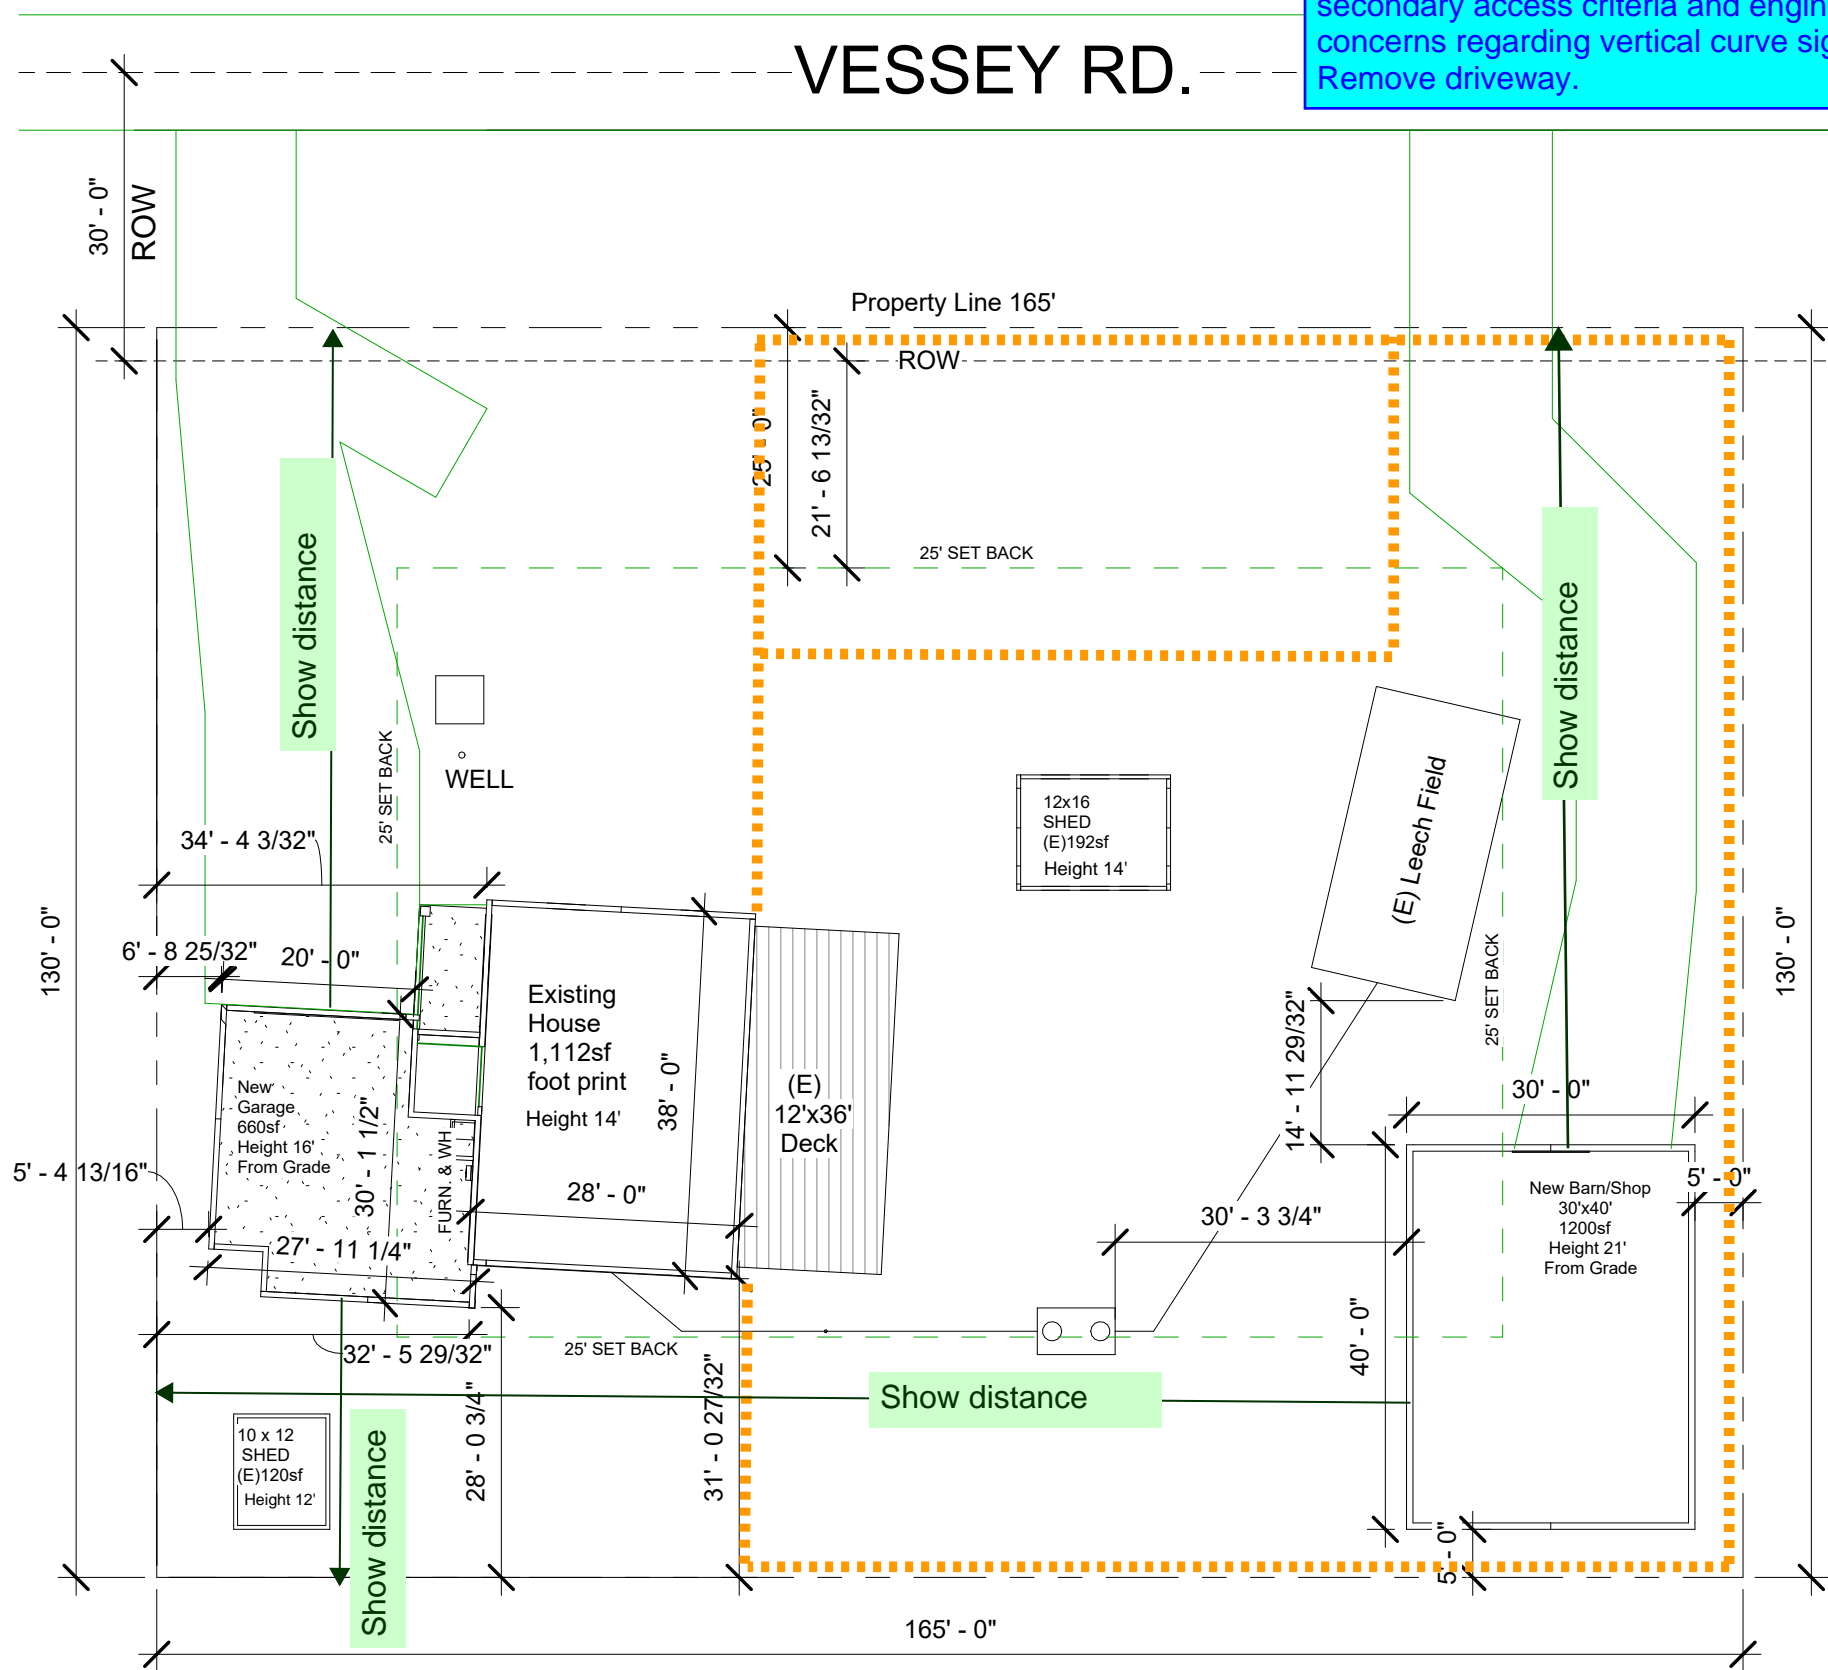 secondary access criteria and engin
concerns regarding vertical curve sig
Remove driveway.
VESSEY RD.
30' - 0"
ROW
Property Line 165'
ROW
25' - 0"
21' - 6 13/32"
25' SET BACK
Show distance
Show distance
25' SET BACK
WELL
34' - 4 3/32"
12x16
SHED
(E)192sf
Height 14'
(E) Leech Field
130' - 0"
130' - 0"
6' - 8 25/32"
20' - 0"
25' SET BACK
Existing
House
1,112sf
foot print
Height 14'
38' - 0"
28' - 0"
(E)
12'x36'
Deck
14' - 11 29/32"
30' - 0"
New
Garage
660sf
Height 16'
From Grade
30' - 1 1/2"
FURN. & WH
5' - 4 13/16"
27' - 11 1/4"
5' - 0"
New Barn/Shop
30'x40'
1200sf
Height 21'
From Grade
30' - 3 3/4"
40' - 0"
32' - 5 29/32"
25' SET BACK
28' - 0 3/4"
31' - 0 27/32"
Show distance
10 x 12
SHED
(E)120sf
Height 12'
Show distance
5' - 0"
165' - 0"